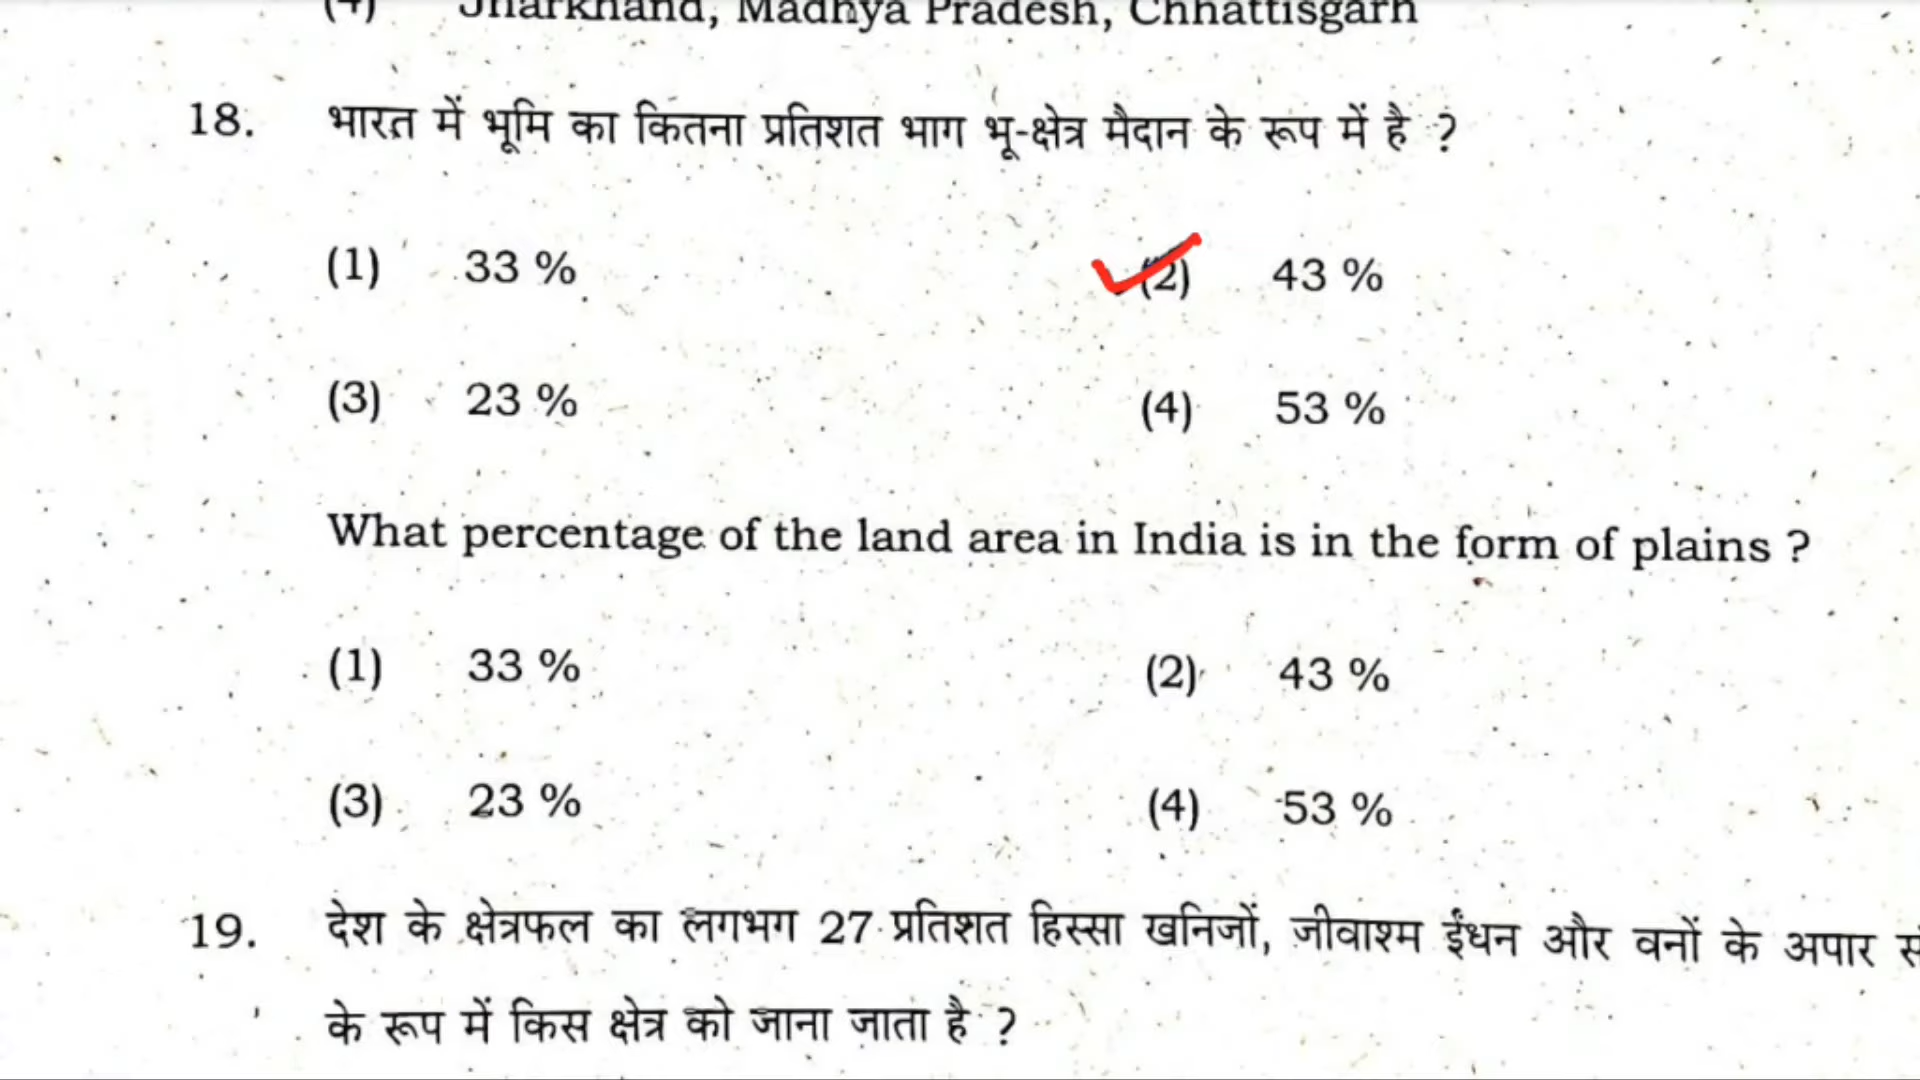 (4) Jharkhand, Madhya Pradesh, Chhattisgarh
18. भारत में भूमि का कितना प्रतिशत भाग भू-क्षेत्र मैदान के रूप में है ?
(1) 33 % (2) 43 %
(3) 23 % (4) 53 %
What percentage of the land area in India is in the form of plains ?
(1) 33 % (2) 43 %
(3) 23 % (4) 53 %
19. देश के क्षेत्रफल का लगभग 27 प्रतिशत हिस्सा खनिजों, जीवाश्म ईंधन और वनों के अपार
के रूप में किस क्षेत्र को जाना जाता है ?